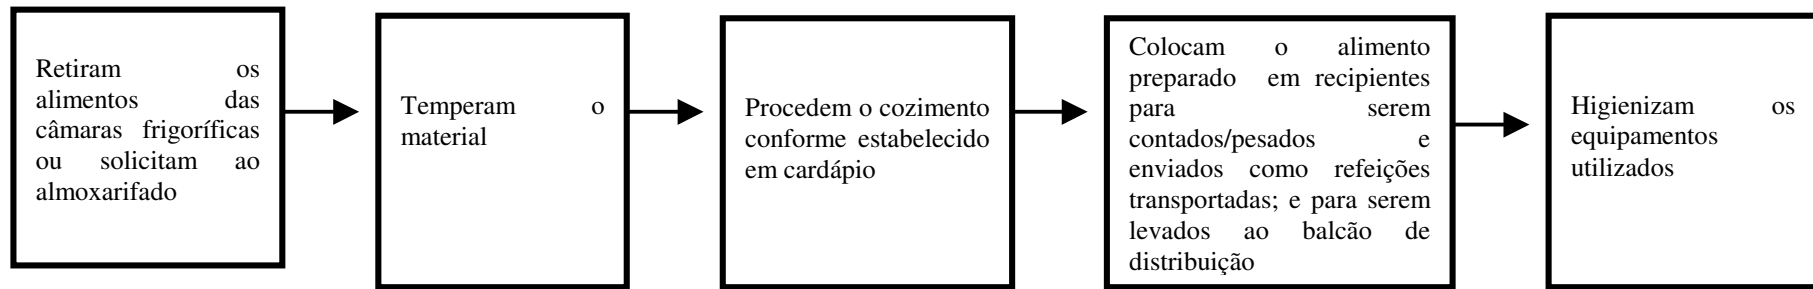 Retiram os
alimentos das
câmaras frigoríficas
ou solicitam ao
almoxarifado
Temperam o
material
Procedem o cozimento
conforme estabelecido
em cardápio
Colocam o alimento
preparado em recipientes
para serem
contados/pesados e
enviados como refeições
transportadas; e para serem
levados ao balcão de
distribuição
Higienizam os
equipamentos
utilizados